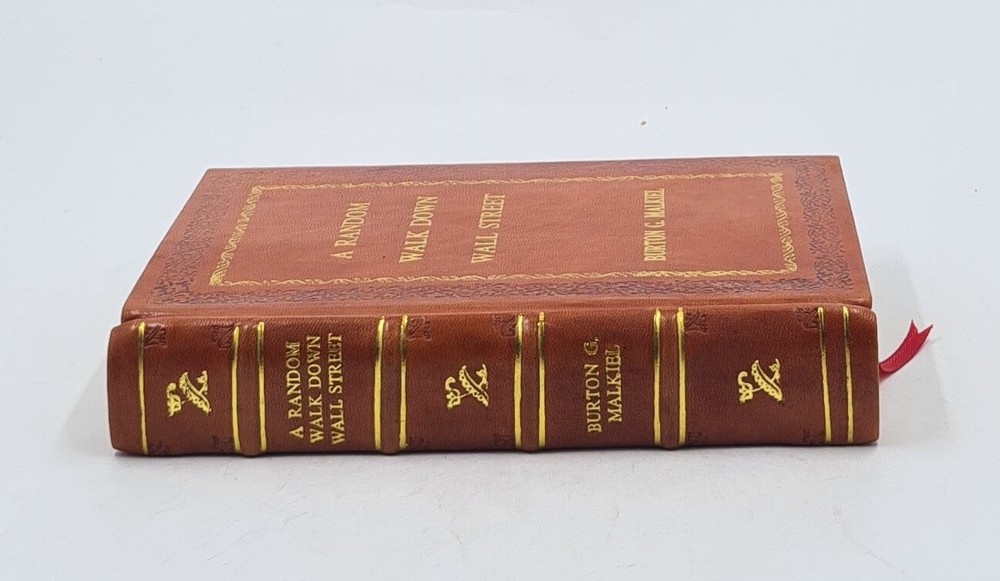 A RANDOM
WALK DOWN
WALL STREET
BURTON G. MALKIEL
A RANDOM
WALK DOWN
WALL STREET
BURTON G.
MALKIEL